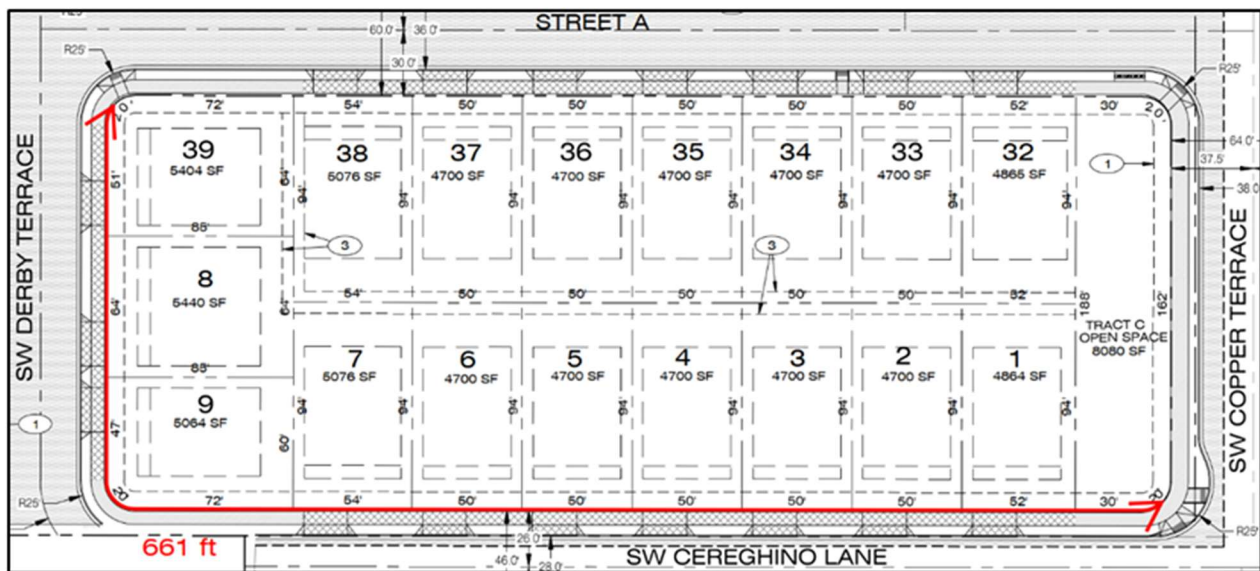 STREET A
60.0'
36.0'
R25'
30.0'
R25'
20'
72'
54'
50'
50'
50'
50'
50'
52'
30'
20'
64.0'
37.5'
38.0'
1
39
5404 SF
38
5076 SF
37
4700 SF
36
4700 SF
35
4700 SF
34
4700 SF
33
4700 SF
32
4865 SF
51'
64'
94'
94'
94'
94'
94'
94'
94'
94'
85'
3
3
8
5440 SF
64'
64'
54'
50'
50'
50'
50'
50'
52'
188'
162'
TRACT C
OPEN SPACE
8080 SF
SW DERBY TERRACE
SW COPPER TERRACE
85'
7
5076 SF
6
4700 SF
5
4700 SF
4
4700 SF
3
4700 SF
2
4700 SF
1
4864 SF
9
5064 SF
94'
94'
94'
94'
94'
94'
94'
94'
1
47'
60'
20'
72'
54'
50'
50'
50'
50'
50'
52'
30'
R25'
R25'
661 ft
46.0'
26.0'
28.0'
SW CEREGHINO LANE